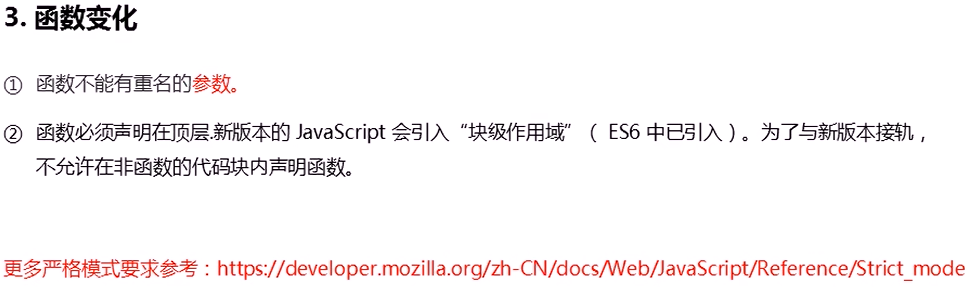 3. 函数变化
① 函数不能有重名的参数。
② 函数必须声明在顶层.新版本的 JavaScript 会引入“块级作用域”（ ES6 中已引入）。为了与新版本接轨，
不允许在非函数的代码块内声明函数。
更多严格模式要求参考：https://developer.mozilla.org/zh-CN/docs/Web/JavaScript/Reference/Strict_mode